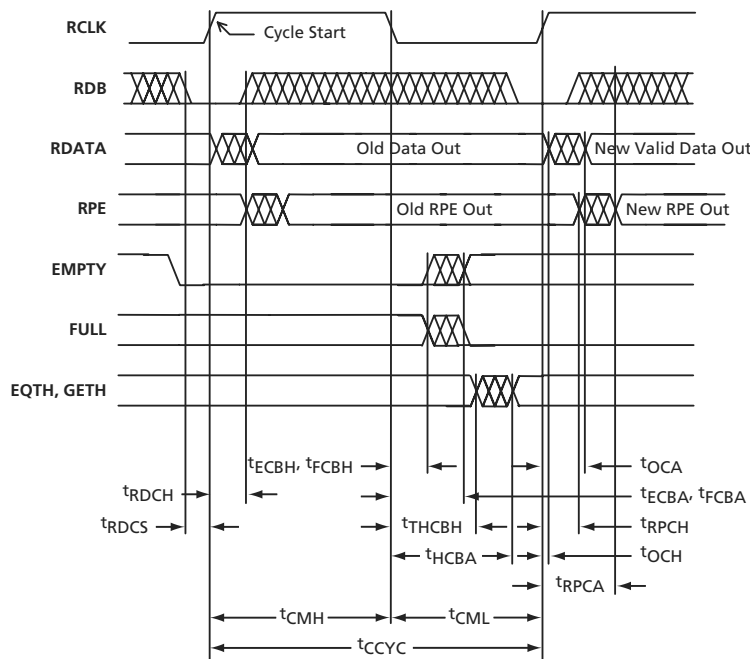 RCLK
Cycle Start
RDB
RDATA
Old Data Out
New Valid Data Out
RPE
Old RPE Out
New RPE Out
EMPTY
FULL
EQTH, GETH
tECBH, tFCBH
tOCA
tRDCH
tECBA, tFCBA
tRDCS
tTHCBH
tRPCH
tHCBA
tOCH
tRPCA
tCMH
tCML
tCCYC